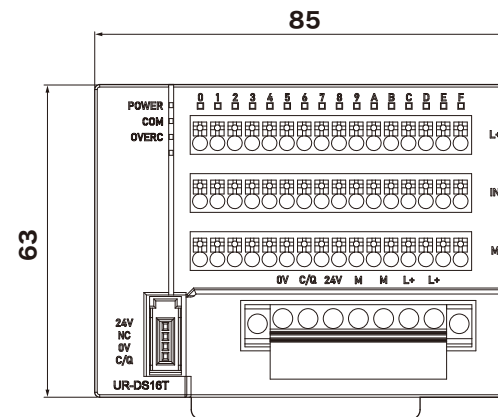 85
63
0 1 2 3 4 5 6 7 8 9 A B C D E F
POWER
COM
OVERC
L+
IN
M
0V C/Q 24V M M L+ L+
24V
NC
0V
C/Q
UR-DS16T